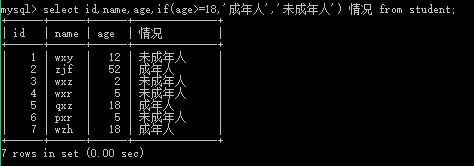 mysql> select id,name,age,if(age>=18,'成年人','未成年人') 情况 from student;
| id | name | age | 情况 |
| 1 | wxy | 12 | 未成年人 |
| 2 | zjf | 52 | 成年人 |
| 3 | wxz | 2 | 未成年人 |
| 4 | wxr | 5 | 未成年人 |
| 5 | gxz | 18 | 成年人 |
| 6 | pxr | 5 | 未成年人 |
| 7 | wzh | 18 | 成年人 |
7 rows in set (0.00 sec)